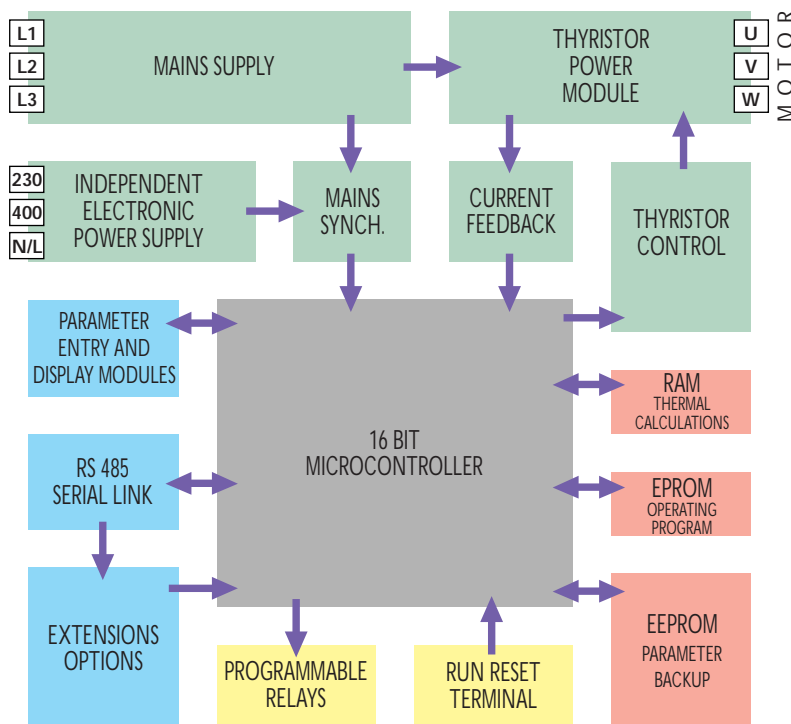 L1
L2
L3
MAINS SUPPLY
THYRISTOR
POWER
MODULE
U
V
W
MOTOR
230
400
N/L
INDEPENDENT
ELECTRONIC
POWER SUPPLY
MAINS
SYNCH.
CURRENT
FEEDBACK
THYRISTOR
CONTROL
PARAMETER
ENTRY AND
DISPLAY MODULES
16 BIT
MICROCONTROLLER
RAM
THERMAL
CALCULATIONS
RS 485
SERIAL LINK
EPROM
OPERATING
PROGRAM
EXTENSIONS
OPTIONS
PROGRAMMABLE
RELAYS
RUN RESET
TERMINAL
EEPROM
PARAMETER
BACKUP